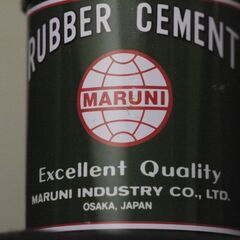 RUBBER CEMENT
MARUNI
Excellent Quality
MARUNI INDUSTRY CO., LTD.
OSAKA, JAPAN